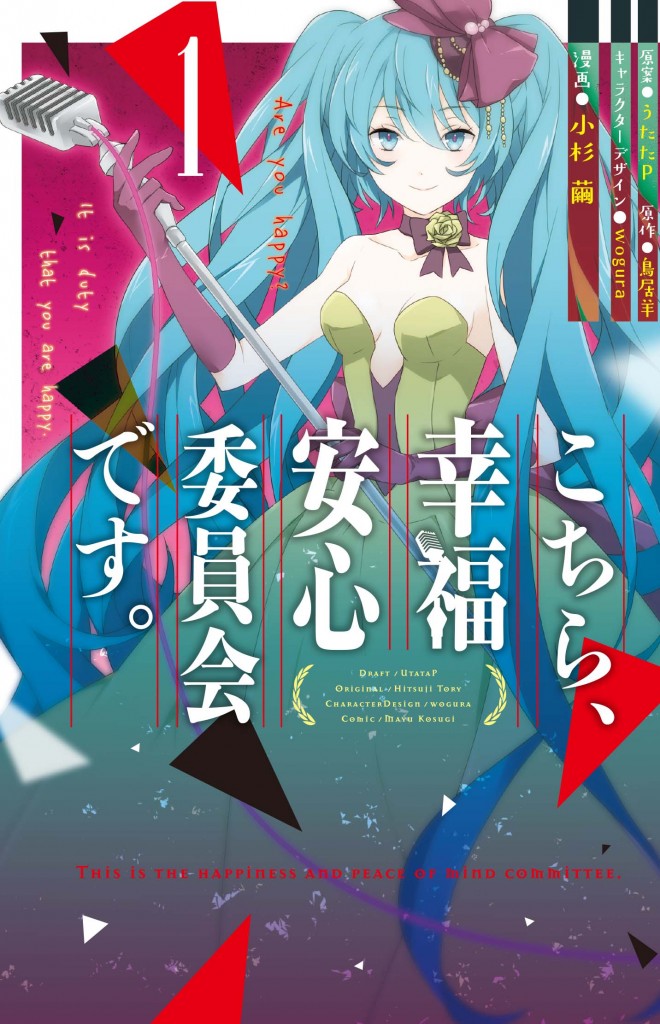 原案●うたたP 原作●鳥居羊
キャラクターデザイン●wogura
漫画●小杉 繭
1
Are you happy?
It is duty
that you are happy.
こちら、
幸福
安心
委員会
です。
Draft / UtataP
Original / Hitsuji Tory
CharacterDesign / wogura
Comic / Mayu Kosugi
This is the happiness and peace of mind committee.